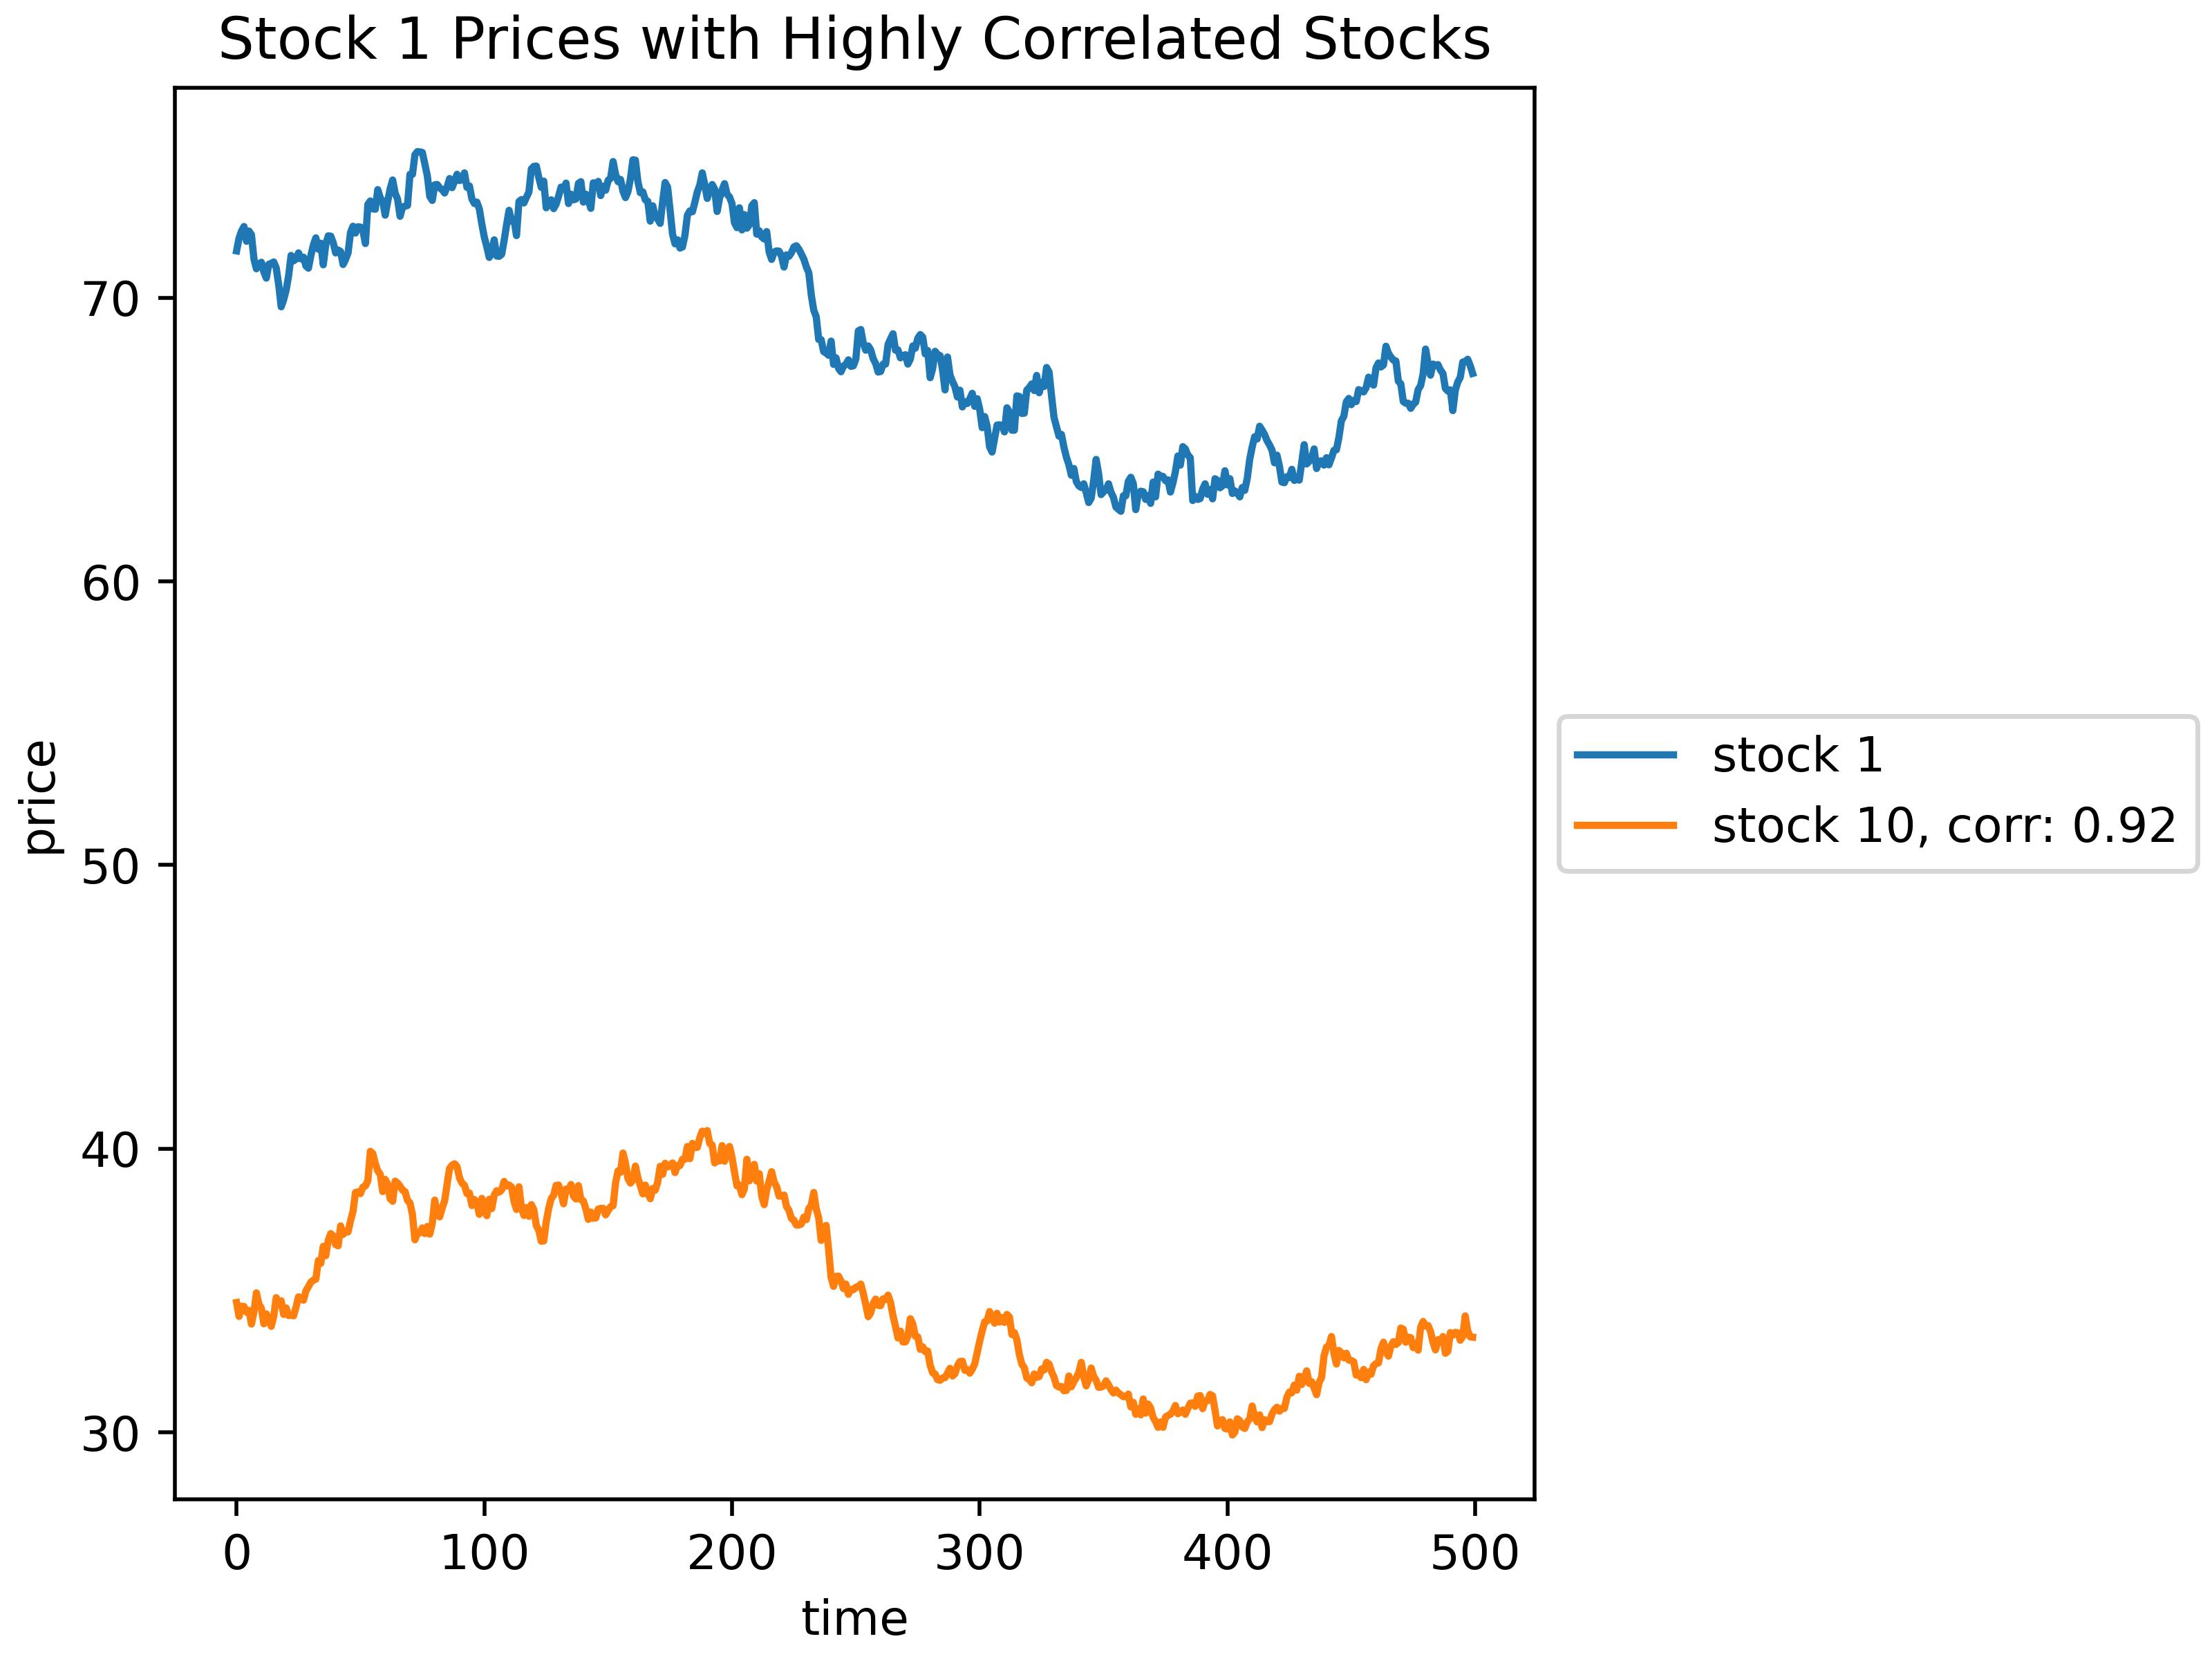 Stock 1 Prices with Highly Correlated Stocks
price
70
60
50
40
30
0 100 200 300 400 500
time
stock 1
stock 10, corr: 0.92